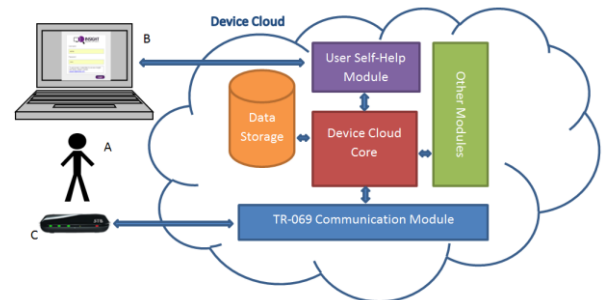 Device Cloud
B
User Self-Help
Module
Data
Storage
Device Cloud
Core
Other Modules
A
C
TR-069 Communication Module